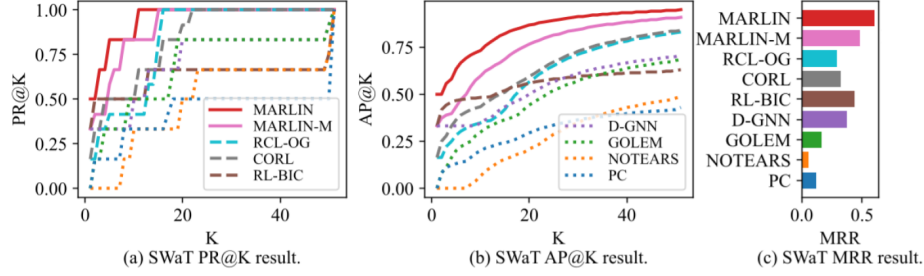 PR@K
1.00
0.75
0.50
0.25
0.00
MARLIN
MARLIN-M
RCL-OG
CORL
RL-BIC
0
20
40
K
(a) SWaT PR@K result.
AP@K
0.75
0.50
0.25
0.00
D-GNN
GOLEM
NOTEARS
PC
0
20
40
K
(b) SWaT AP@K result.
MARLIN
MARLIN-M
RCL-OG
CORL
RL-BIC
D-GNN
GOLEM
NOTEARS
PC
0.0
0.5
MRR
(c) SWaT MRR result.